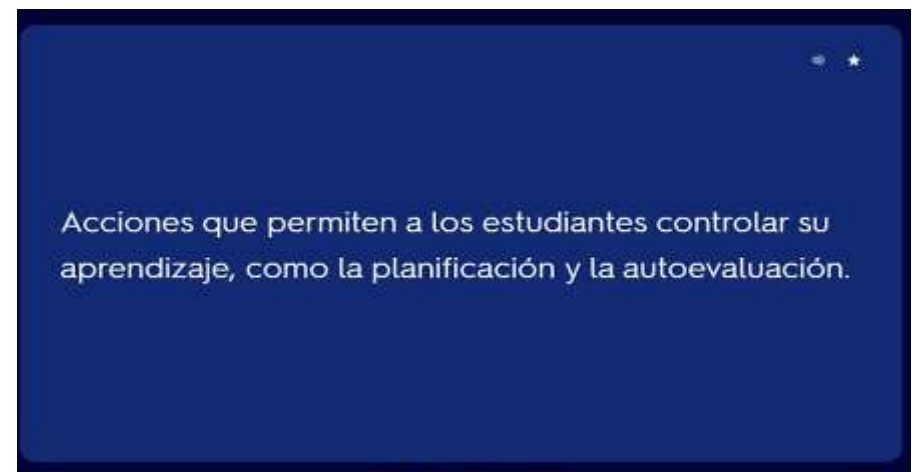 Acciones que permiten a los estudiantes controlar su
aprendizaje, como la planificación y la autoevaluación.